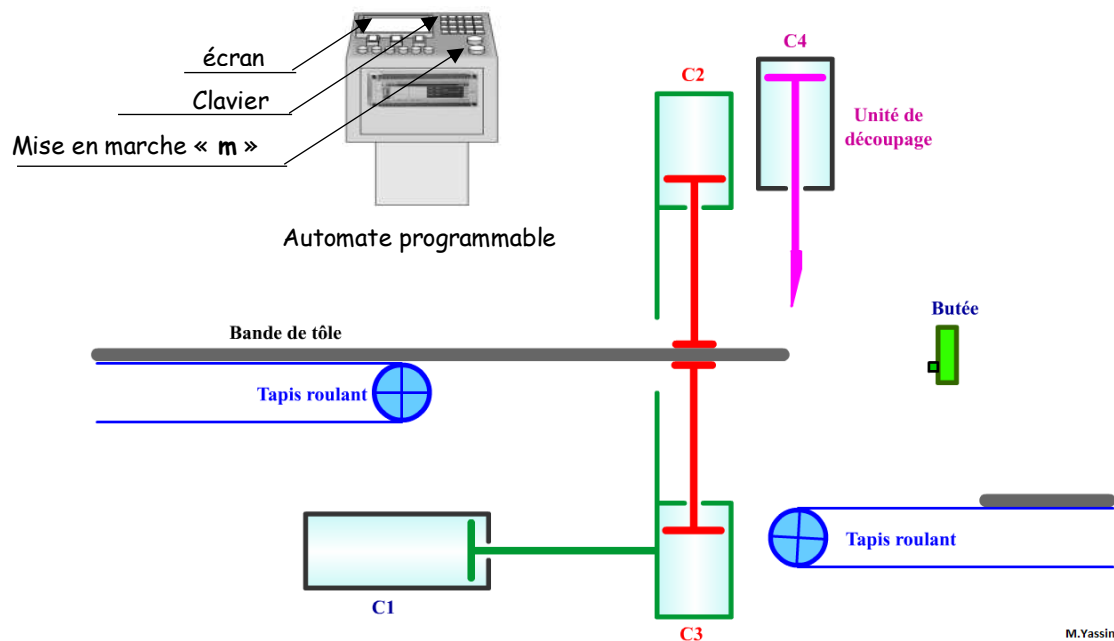 écran
Clavier
Mise en marche « m »
Automate programmable
C4
C2
Unité de
découpage
Butée
Bande de tôle
Tapis roulant
Tapis roulant
C1
C3
M.Yassin